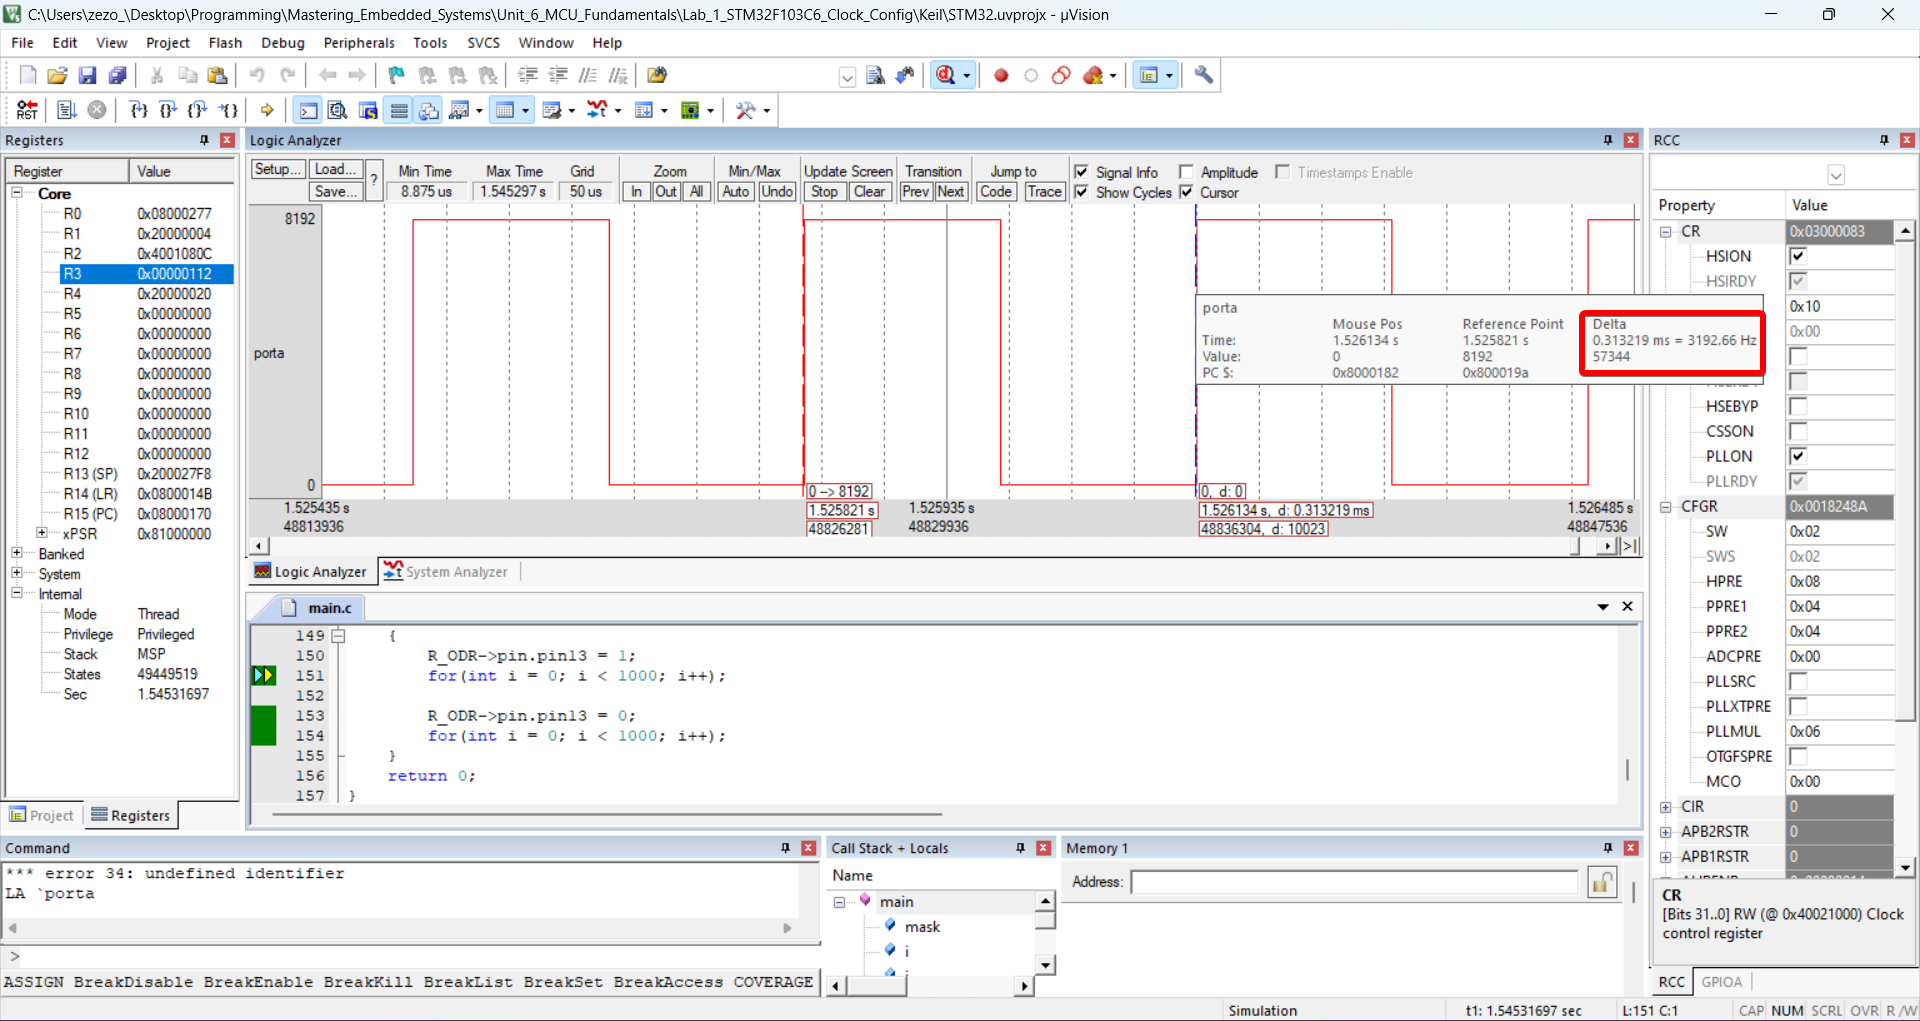 C:\Users\zezo_\Desktop\Programming\Mastering_Embedded_Systems\Unit_6_MCU_Fundamentals\Lab_1_STM32F103C6_Clock_Config\Keil\STM32.uvprojx - µVision
File Edit View Project Flash Debug Peripherals Tools SVCS Window Help
Registers
Register Value
Core
R0 0x08000277
R1 0x20000004
R2 0x4001080C
R3 0x00000112
R4 0x20000020
R5 0x00000000
R6 0x00000000
R7 0x00000000
R8 0x00000000
R9 0x00000000
R10 0x00000000
R11 0x00000000
R12 0x00000000
R13 (SP) 0x200027F8
R14 (LR) 0x0800014B
R15 (PC) 0x08000170
xPSR 0x81000000
Banked
System
Internal
Mode Thread
Privilege Privileged
Stack MSP
States 49449519
Sec 1.54531697
Project Registers
Logic Analyzer
Setup... Load... Save... ?
Min Time Max Time Grid Zoom Min/Max Update Screen Transition Jump to
8.875 us 1.545297 s 50 us In Out All Auto Undo Stop Clear Prev Next Code Trace
Signal Info Amplitude Timestamps Enable
Show Cycles Cursor
8192
porta
0
porta
Mouse Pos Reference Point Delta
Time: 1.526134 s 1.525821 s 0.313219 ms = 3192.66 Hz
Value: 0 8192 57344
PC $: 0x8000182 0x800019a
0 --> 8192 0, d: 0
1.525435 s 1.525821 s 1.525935 s 1.526134 s, d: 0.313219 ms 1.526485 s
48813936 48826281 48829936 48836304, d: 10023 48847536
Logic Analyzer System Analyzer
main.c
149 {
150 R_ODR->pin.pin13 = 1;
151 for(int i = 0; i < 1000; i++);
152
153 R_ODR->pin.pin13 = 0;
154 for(int i = 0; i < 1000; i++);
155 }
156 return 0;
157 }
RCC
Property Value
CR 0x03000083
HSION
HSIRDY
0x10
0x00
HSEBYP
CSSON
PLLON
PLLRDY
CFGR 0x0018248A
SW 0x02
SWS 0x02
HPRE 0x08
PPRE1 0x04
PPRE2 0x04
ADCPRE 0x00
PLLSRC
PLLXTPRE
PLLMUL 0x06
OTGFSPRE
MCO 0x00
CIR 0
APB2RSTR 0
APB1RSTR 0
CR
[Bits 31..0] RW (@ 0x40021000) Clock
control register
RCC GPIOA
Command
*** error 34: undefined identifier
LA `porta
>
ASSIGN BreakDisable BreakEnable BreakKill BreakList BreakSet BreakAccess COVERAGE
Call Stack + Locals
Name
main
mask
i
Memory 1
Address:
Simulation t1: 1.54531697 sec L:151 C:1 CAP NUM SCRL OVR R/W